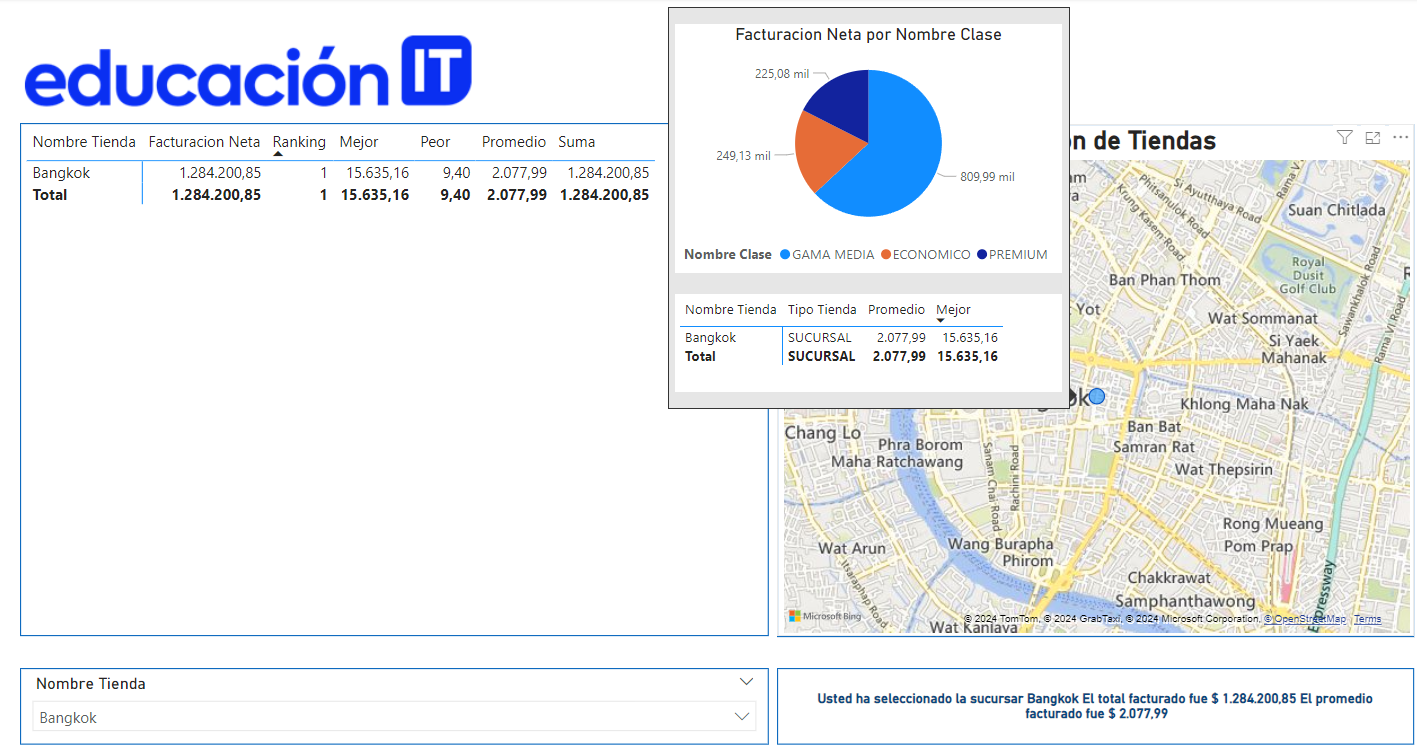 educación IT
Nombre Tienda Facturacion Neta Ranking Mejor Peor Promedio Suma
Bangkok 1.284.200,85 1 15.635,16 9,40 2.077,99 1.284.200,85
Total 1.284.200,85 1 15.635,16 9,40 2.077,99 1.284.200,85
Facturacion Neta por Nombre Clase
225,08 mil
249,13 mil
809,99 mil
Nombre Clase GAMA MEDIA ECONOMICO PREMIUM
Nombre Tienda Tipo Tienda Promedio Mejor
Bangkok SUCURSAL 2.077,99 15.635,16
Total SUCURSAL 2.077,99 15.635,16
de Tiendas
Rama VI Road
Si Ayutthaya Road
Phitsanulok Road
Krung Kasem Road
Suan Chitlada
Royal
Dusit
Golf Club
Ban Phan Thom
Sawankhalok Road
Rama VI Road
Yot
Wat Sommanat
Si Yaek
Mahanak
Khlong Maha Nak
Chang Lo
Phra Borom
Maha Ratchawang
Sanam Chai Road
Rachini Road
Ban Bat
Samran Rat
Wat Thepsirin
Rong Mueang
Pom Prap
Wat Arun
Wang Burapha
Phirom
Itsaraphap Road
Chakkrawat
Samphanthawong
Expressway
Wat Kanlaya
Microsoft Bing
© 2024 TomTom, © 2024 GrabTaxi, © 2024 Microsoft Corporation, © OpenStreetMap Terms
Nombre Tienda
Bangkok
Usted ha seleccionado la sucursar Bangkok El total facturado fue $ 1.284.200,85 El promedio
facturado fue $ 2.077,99